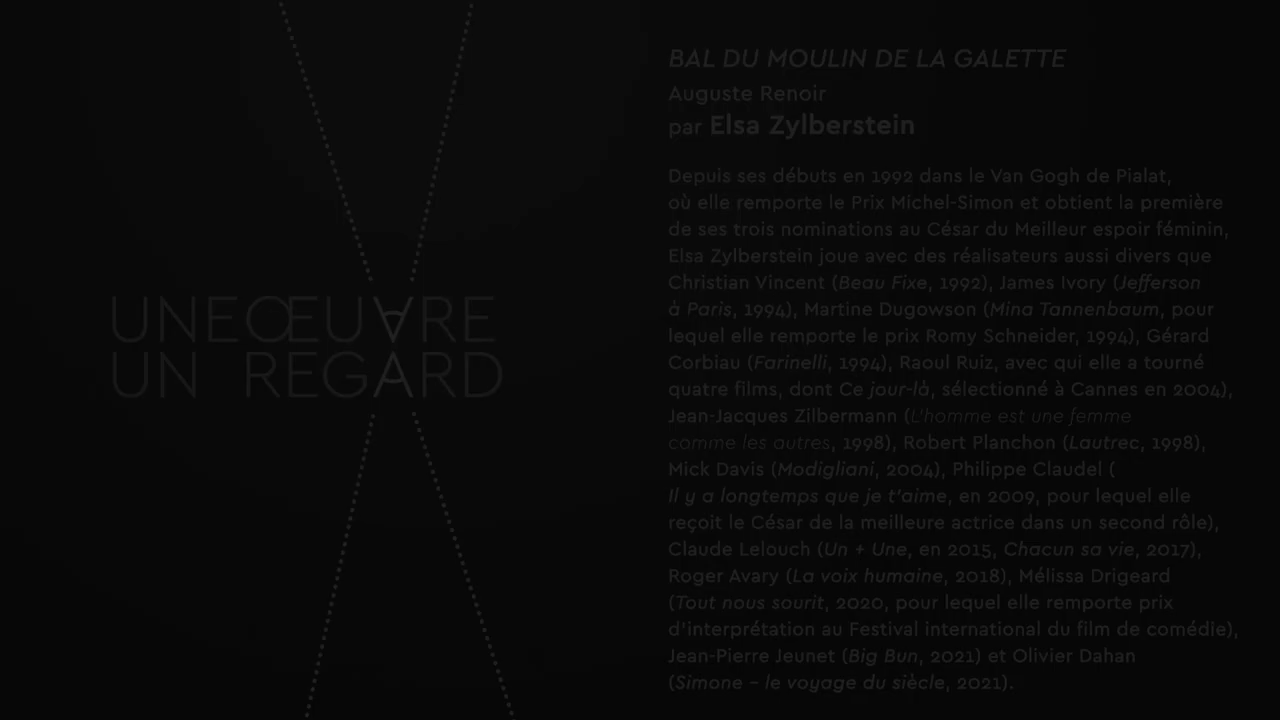 UNEŒUVRE
UN REGARD
BAL DU MOULIN DE LA GALETTE
Auguste Renoir
par Elsa Zylberstein
Depuis ses débuts en 1992 dans le Van Gogh de Pialat,
où elle remporte le Prix Michel-Simon et obtient la première
de ses trois nominations au César du Meilleur espoir féminin,
Elsa Zylberstein joue avec des réalisateurs aussi divers que
Christian Vincent (Beau Fixe, 1992), James Ivory (Jefferson
à Paris, 1994), Martine Dugowson (Mina Tannenbaum, pour
lequel elle remporte le prix Romy Schneider, 1994), Gérard
Corbiau (Farinelli, 1994), Raoul Ruiz, avec qui elle a tourné
quatre films, dont Ce jour-là, sélectionné à Cannes en 2004),
Jean-Jacques Zilbermann (L'homme est une femme
comme les autres, 1998), Robert Planchon (Lautrec, 1998),
Mick Davis (Modigliani, 2004), Philippe Claudel (
Il y a longtemps que je t'aime, en 2009, pour lequel elle
reçoit le César de la meilleure actrice dans un second rôle),
Claude Lelouch (Un + Une, en 2015, Chacun sa vie, 2017),
Roger Avary (La voix humaine, 2018), Mélissa Drigeard
(Tout nous sourit, 2020, pour lequel elle remporte prix
d'interprétation au Festival international du film de comédie),
Jean-Pierre Jeunet (Big Bun, 2021) et Olivier Dahan
(Simone – le voyage du siècle, 2021).